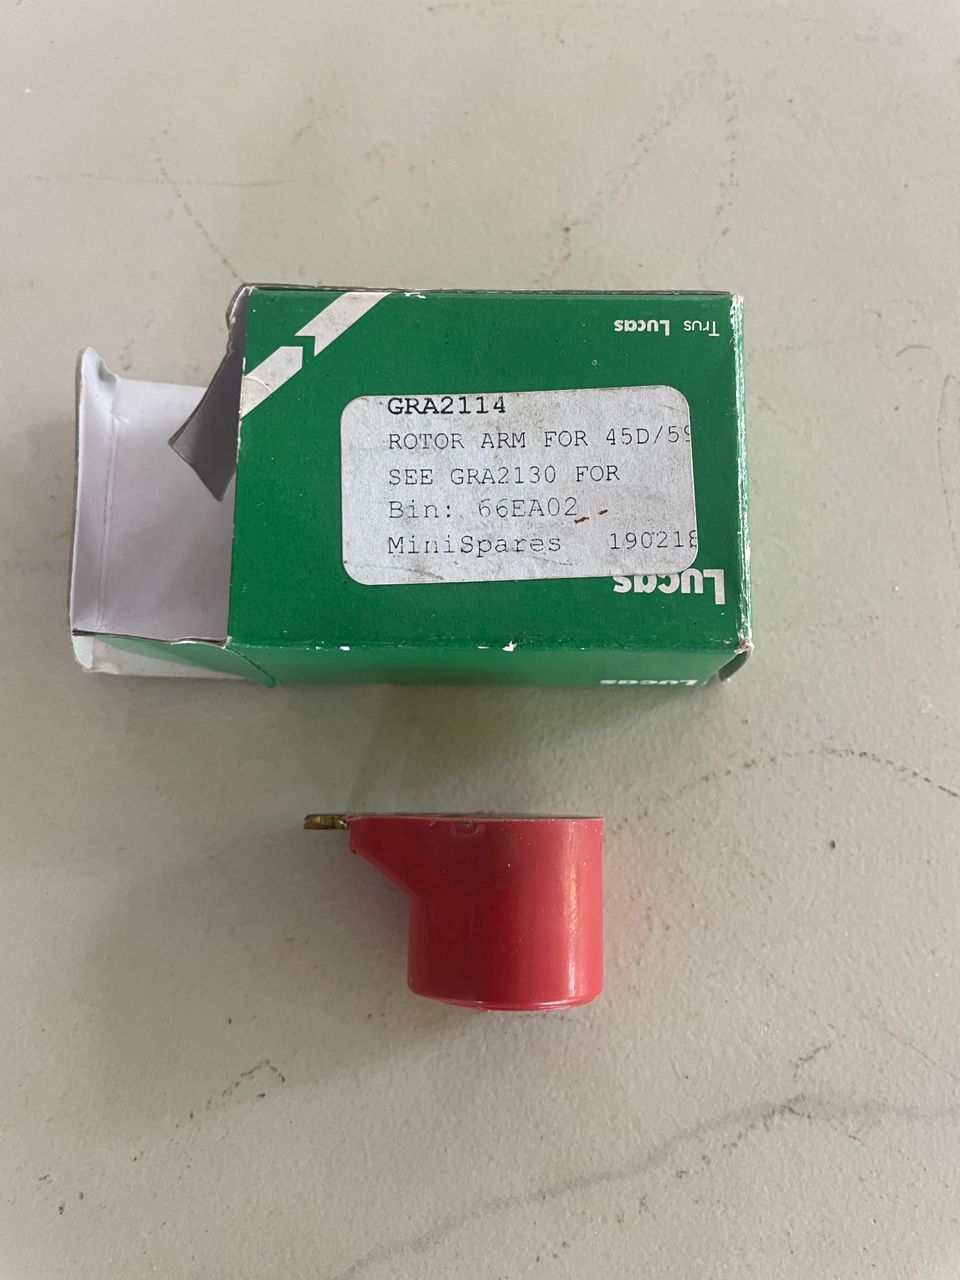 Trus Lucas
GRA2114
ROTOR ARM FOR 45D/59
SEE GRA2130 FOR
Bin: 66EA02
MiniSpares 190218
Lucas
Lucas